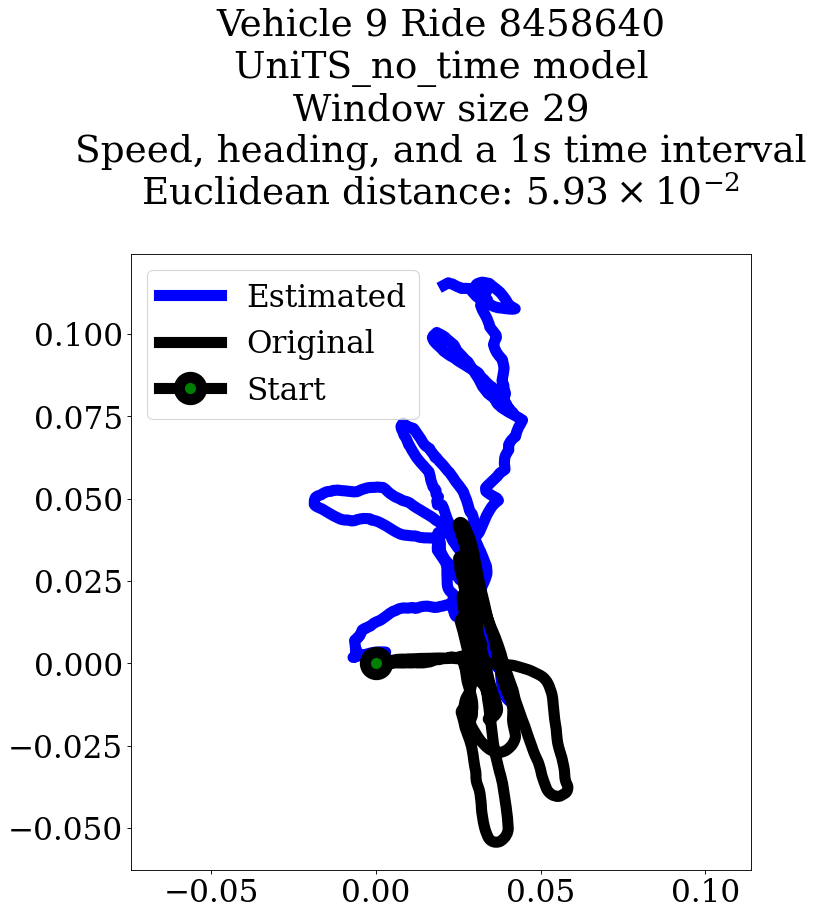 Vehicle 9 Ride 8458640
UniTS_no_time model
Window size 29
Speed, heading, and a 1s time interval
Euclidean distance: 5.93 × 10⁻²
Estimated
Original
Start
0.100
0.075
0.050
0.025
0.000
−0.025
−0.050
−0.05
0.00
0.05
0.10